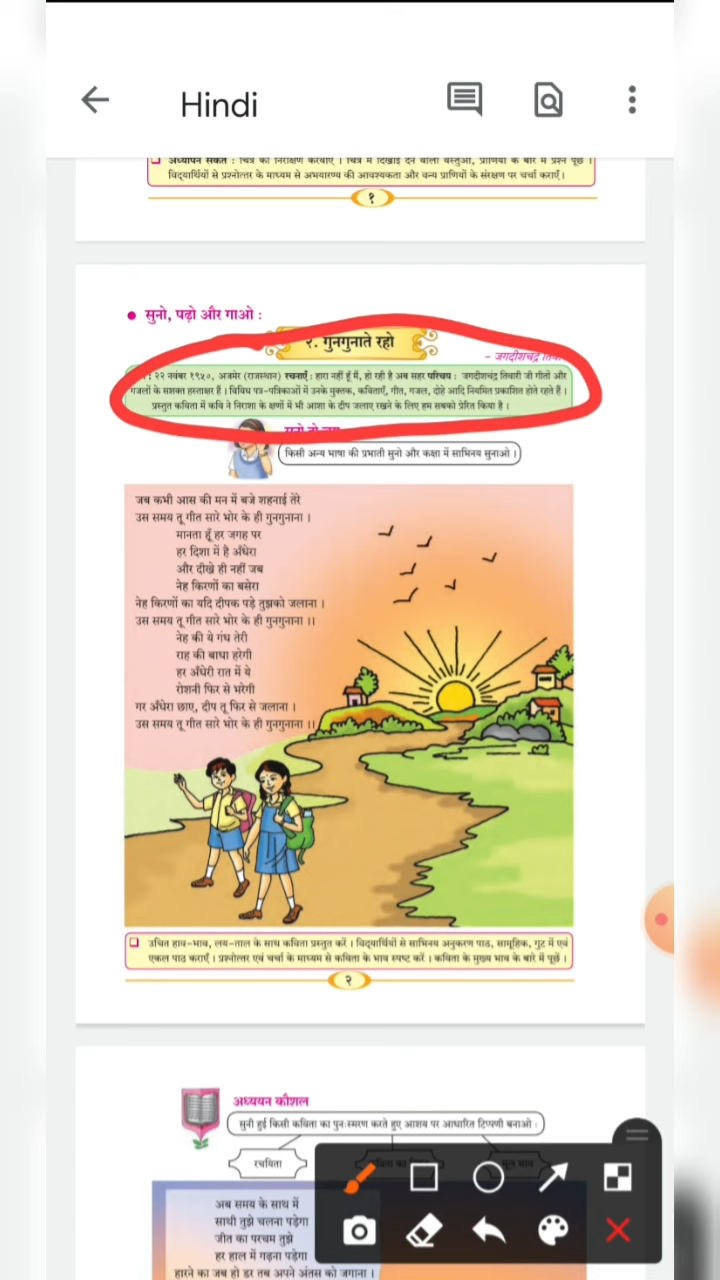 Hindi
अध्यापन संकेत : चित्र का निरीक्षण करवाएँ । चित्र में दिखाई देने वाली वस्तुओं, प्राणियों के बारे में प्रश्न पूछें ।
विद्यार्थियों से प्रश्नोत्तर के माध्यम से अभयारण्य की आवश्यकता और वन्य प्राणियों के संरक्षण पर चर्चा कराएँ।
१
● सुनो, पढ़ो और गाओ :
२. गुनगुनाते रहो
- जगदीशचंद्र
: २२ नवंबर १९५०, अजमेर (राजस्थान) रचनाएँ : हारा नहीं हूँ मैं, हो रही है अब सहर परिचय : जगदीशचंद्र तिवारी जी गीतों और
गजलों के सशक्त हस्ताक्षर हैं । विविध पत्र-पत्रिकाओं में उनके मुक्तक, कविताएँ, गीत, गजल, दोहे आदि नियमित प्रकाशित होते रहते हैं ।
प्रस्तुत कविता में कवि ने निराशा के क्षणों में भी आशा के दीप जलाए रखने के लिए हम सबको प्रेरित किया है ।
किसी अन्य भाषा की प्रभाती सुनो और कक्षा में साभिनय सुनाओ ।
जब कभी आस की मन में बजे शहनाई तेरे
उस समय तू गीत सारे भोर के ही गुनगुनाना ।
मानता हूँ हर जगह पर
हर दिशा में है अँधेरा
और दीखे ही नहीं जब
नेह किरणों का बसेरा
नेह किरणों का यदि दीपक पड़े तुझको जलाना ।
उस समय तू गीत सारे भोर के ही गुनगुनाना ।।
नेह की ये गंध तेरी
राह की बाधा हरेगी
हर अँधेरी रात में ये
रोशनी फिर से भरेगी
गर अँधेरा छाए, दीप तू फिर से जलाना ।
उस समय तू गीत सारे भोर के ही गुनगुनाना ।।
उचित हाव-भाव, लय-ताल के साथ कविता प्रस्तुत करें । विद्यार्थियों से साभिनय अनुकरण पाठ, सामूहिक, गुट में एवं
एकल पाठ कराएँ । प्रश्नोत्तर एवं चर्चा के माध्यम से कविता के भाव स्पष्ट करें । कविता के मुख्य भाव के बारे में पूछें ।
२
अध्ययन कौशल
सुनी हुई किसी कविता का पुनःस्मरण करते हुए आशय पर आधारित टिप्पणी बनाओ :
रचयिता
अब समय के साथ में
साथी तुझे चलना पड़ेगा
जीत का परचम तुझे
हर हाल में गढ़ना पड़ेगा
हारने का जब हो डर तब अपने अंतस को जगाना ।